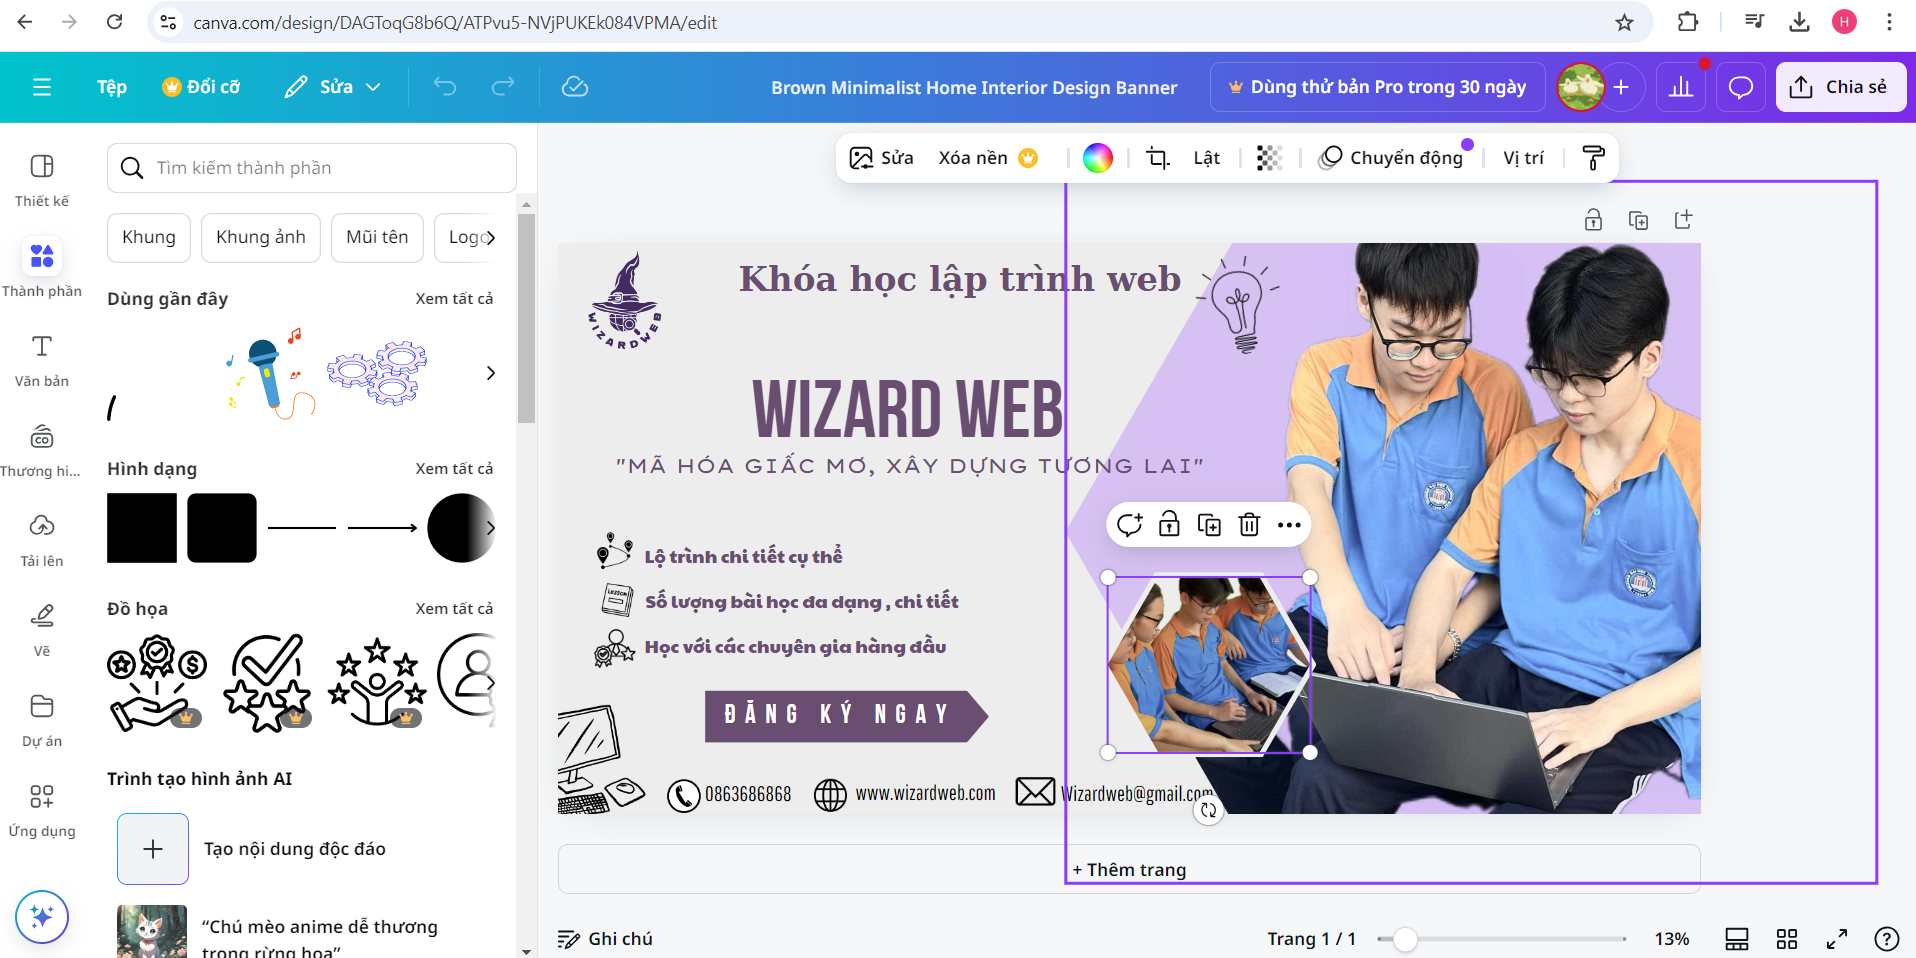 canva.com/design/DAGToqG8b6Q/ATPvu5-NVjPUKEk084VPMA/edit
H
Tệp
Đổi cỡ
Sửa
Brown Minimalist Home Interior Design Banner
Dùng thử bản Pro trong 30 ngày
Chia sẻ
Thiết kế
Thành phần
Văn bản
Thương hi...
Tải lên
Vẽ
Dự án
Ứng dụng
Tìm kiếm thành phần
Khung
Khung ảnh
Mũi tên
Logo
Dùng gần đây
Xem tất cả
Hình dạng
Xem tất cả
Đồ họa
Xem tất cả
Trình tạo hình ảnh AI
Tạo nội dung độc đáo
“Chú mèo anime dễ thương
trong rừng hoa”
Sửa
Xóa nền
Lật
Chuyển động
Vị trí
WIZARDWEB
Khóa học lập trình web
WIZARD WEB
"MÃ HÓA GIẤC MƠ, XÂY DỰNG TƯƠNG LAI"
Lộ trình chi tiết cụ thể
Lesson
Số lượng bài học đa dạng , chi tiết
Học với các chuyên gia hàng đầu
ĐĂNG KÝ NGAY
0863686868
www.wizardweb.com
Wizardweb@gmail.com
+ Thêm trang
Ghi chú
Trang 1 / 1
13%